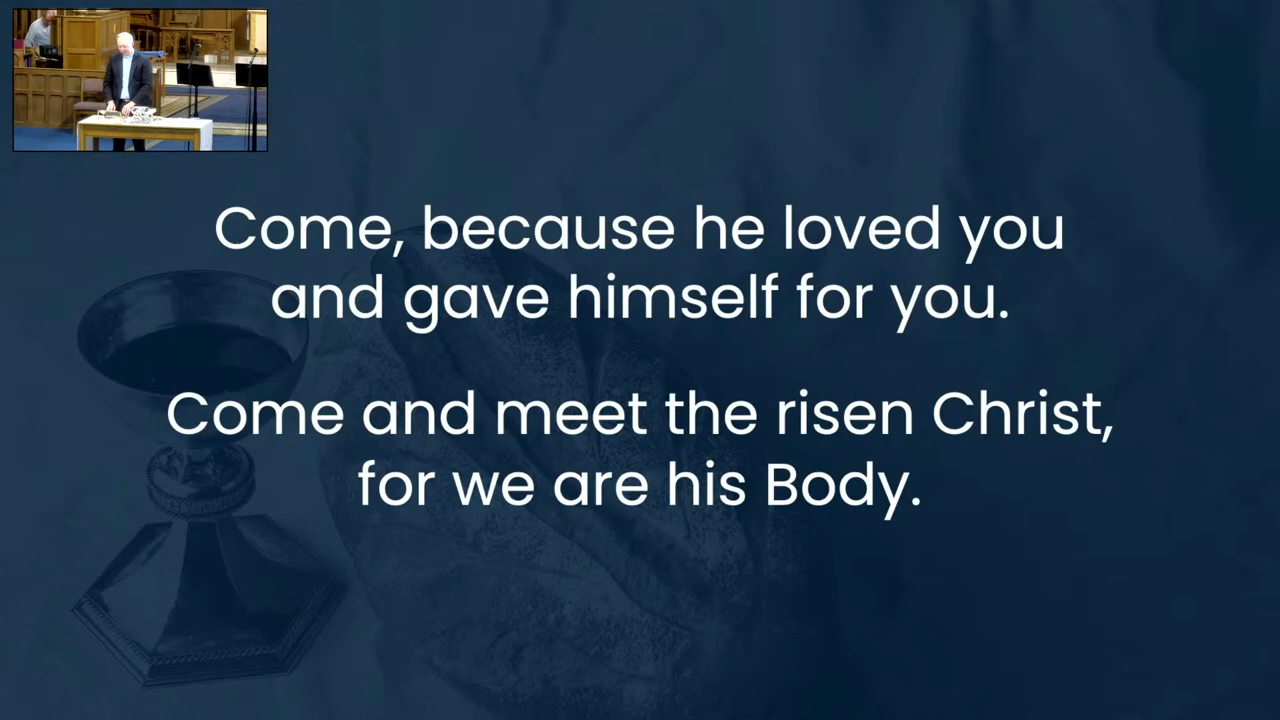 Come, because he loved you
and gave himself for you.
Come and meet the risen Christ,
for we are his Body.